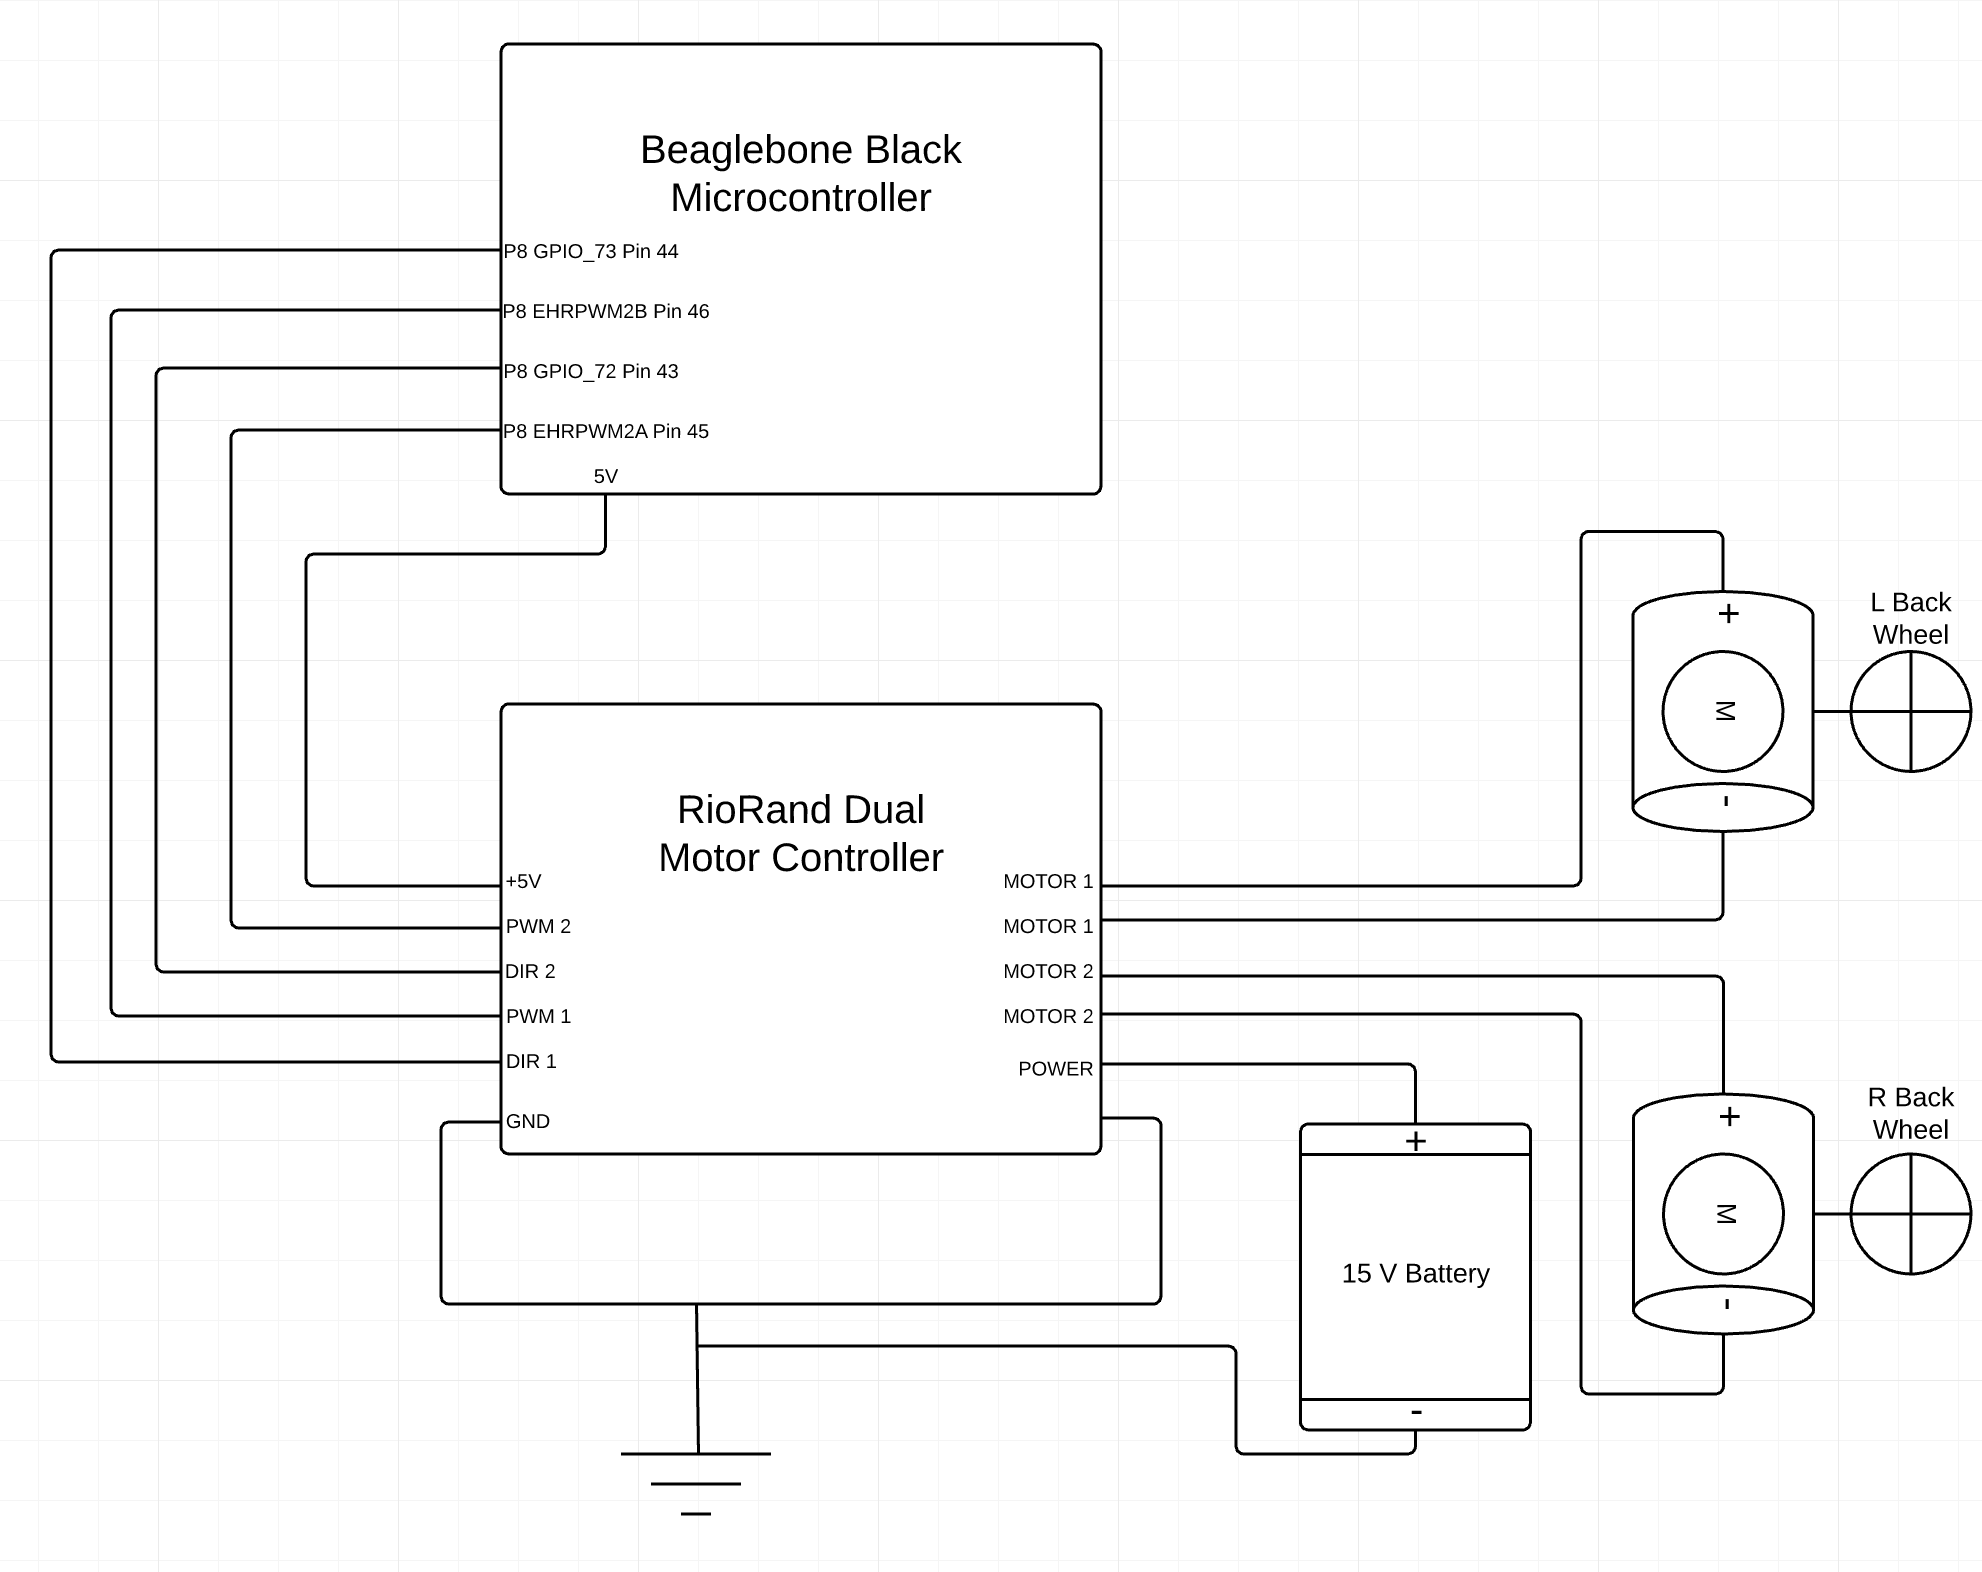 Beaglebone Black
Microcontroller
P8 GPIO_73 Pin 44
P8 EHRPWM2B Pin 46
P8 GPIO_72 Pin 43
P8 EHRPWM2A Pin 45
5V
L Back
Wheel
+
M
-
RioRand Dual
Motor Controller
+5V
PWM 2
DIR 2
PWM 1
DIR 1
GND
MOTOR 1
MOTOR 1
MOTOR 2
MOTOR 2
POWER
+
15 V Battery
-
R Back
Wheel
+
M
-